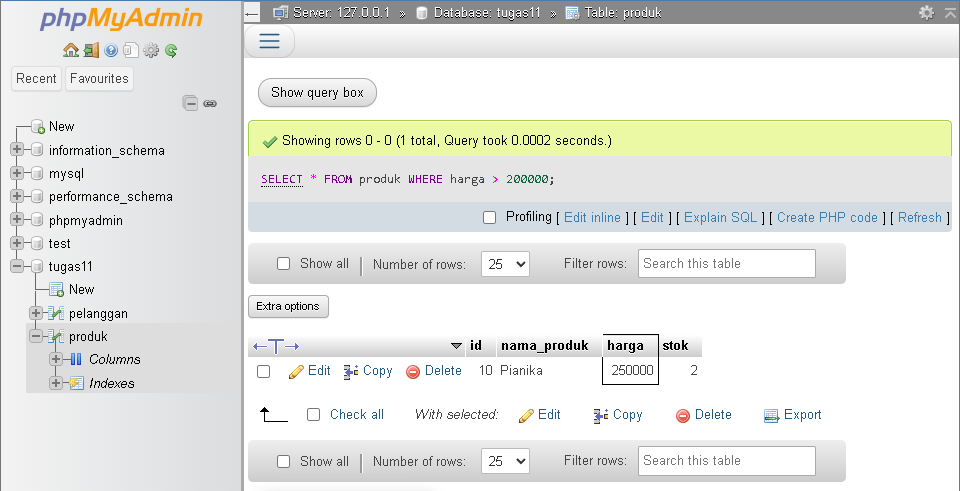 phpMyAdmin
Server: 127.0.0.1 » Database: tugas11 » Table: produk
Recent Favourites
New
information_schema
mysql
performance_schema
phpmyadmin
test
tugas11
New
pelanggan
produk
Columns
Indexes
Show query box
Showing rows 0 - 0 (1 total, Query took 0.0002 seconds.)
SELECT * FROM produk WHERE harga > 200000;
Profiling [ Edit inline ] [ Edit ] [ Explain SQL ] [ Create PHP code ] [ Refresh ]
Show all | Number of rows: 25 Filter rows: Search this table
Extra options
←T→ id nama_produk harga stok
Edit Copy Delete 10 Pianika 250000 2
Check all With selected: Edit Copy Delete Export
Show all | Number of rows: 25 Filter rows: Search this table